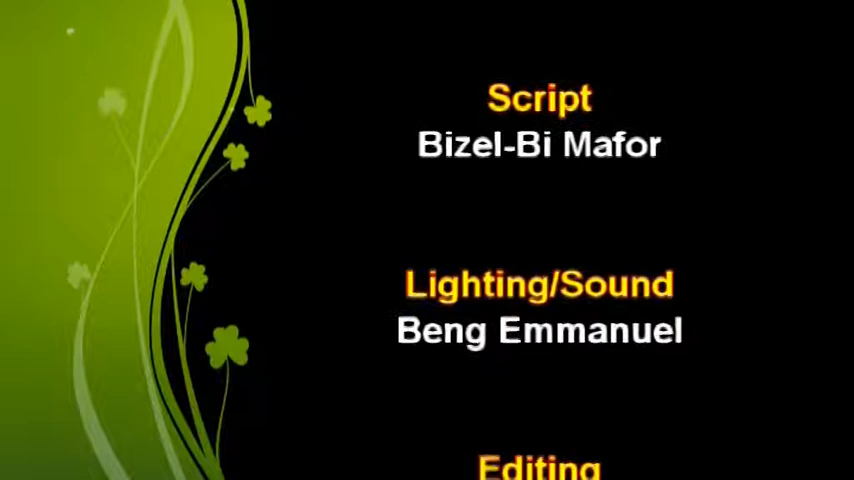 Script
Bizel-Bi Mafor
Lighting/Sound
Beng Emmanuel
Editing